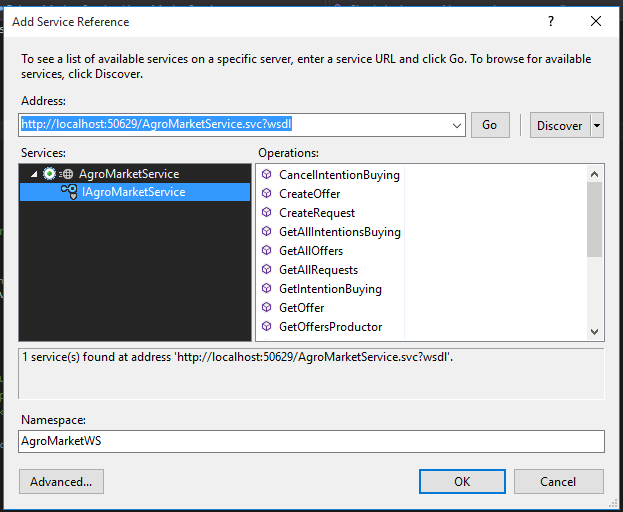 Add Service Reference
?
To see a list of available services on a specific server, enter a service URL and click Go. To browse for available
services, click Discover.
Address:
http://localhost:50629/AgroMarketService.svc?wsdl
Go
Discover
Services:
Operations:
AgroMarketService
IAgroMarketService
CancelIntentionBuying
CreateOffer
CreateRequest
GetAllIntentionsBuying
GetAllOffers
GetAllRequests
GetIntentionBuying
GetOffer
GetOffersProductor
1 service(s) found at address 'http://localhost:50629/AgroMarketService.svc?wsdl'.
Namespace:
AgroMarketWS
Advanced...
OK
Cancel